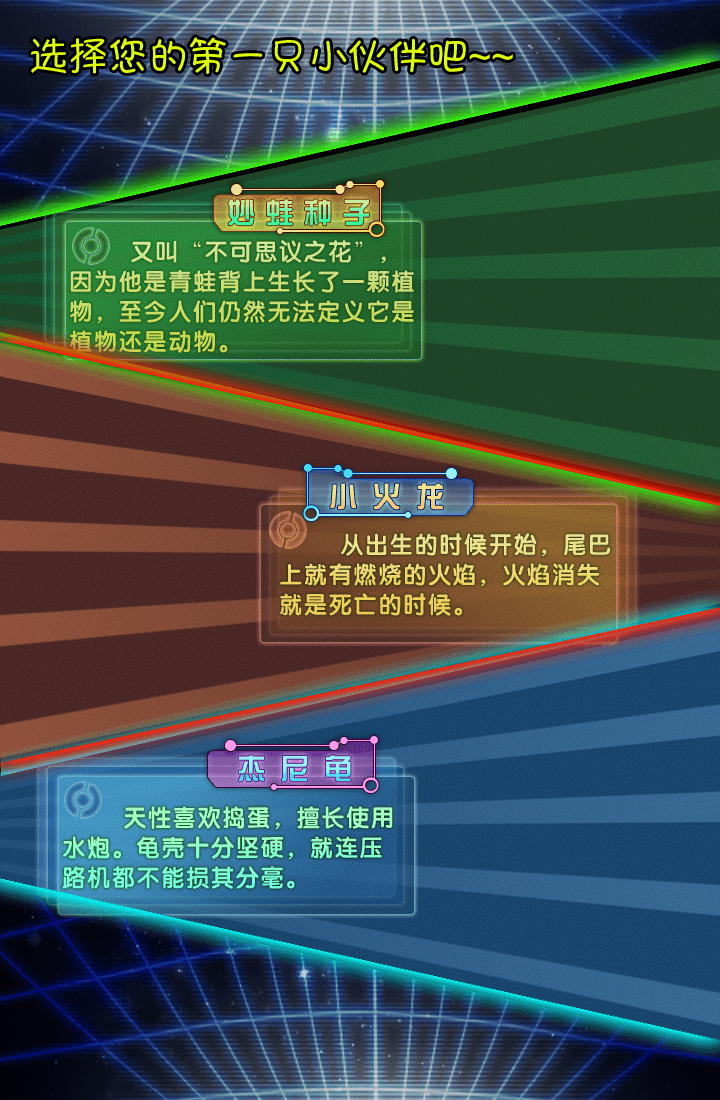 选择您的第一只小伙伴吧~~
妙蛙种子
又叫“不可思议之花”，
因为他是青蛙背上生长了一颗植
物，至今人们仍然无法定义它是
植物还是动物。
小火龙
从出生的时候开始，尾巴
上就有燃烧的火焰，火焰消失
就是死亡的时候。
杰尼龟
天性喜欢捣蛋，擅长使用
水炮。龟壳十分坚硬，就连压
路机都不能损其分毫。